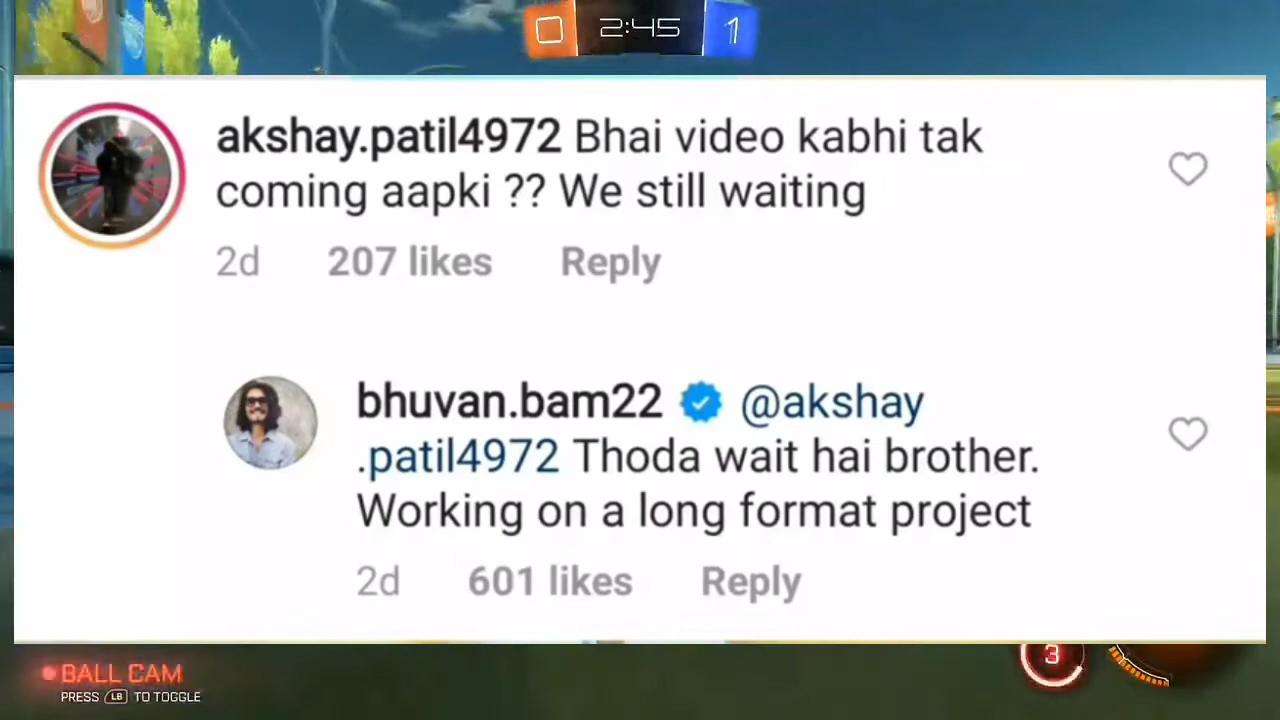 0 2:45 1
akshay.patil4972 Bhai video kabhi tak
coming aapki ?? We still waiting
2d 207 likes Reply
bhuvan.bam22 @akshay
.patil4972 Thoda wait hai brother.
Working on a long format project
2d 601 likes Reply
BALL CAM
PRESS LB TO TOGGLE
3